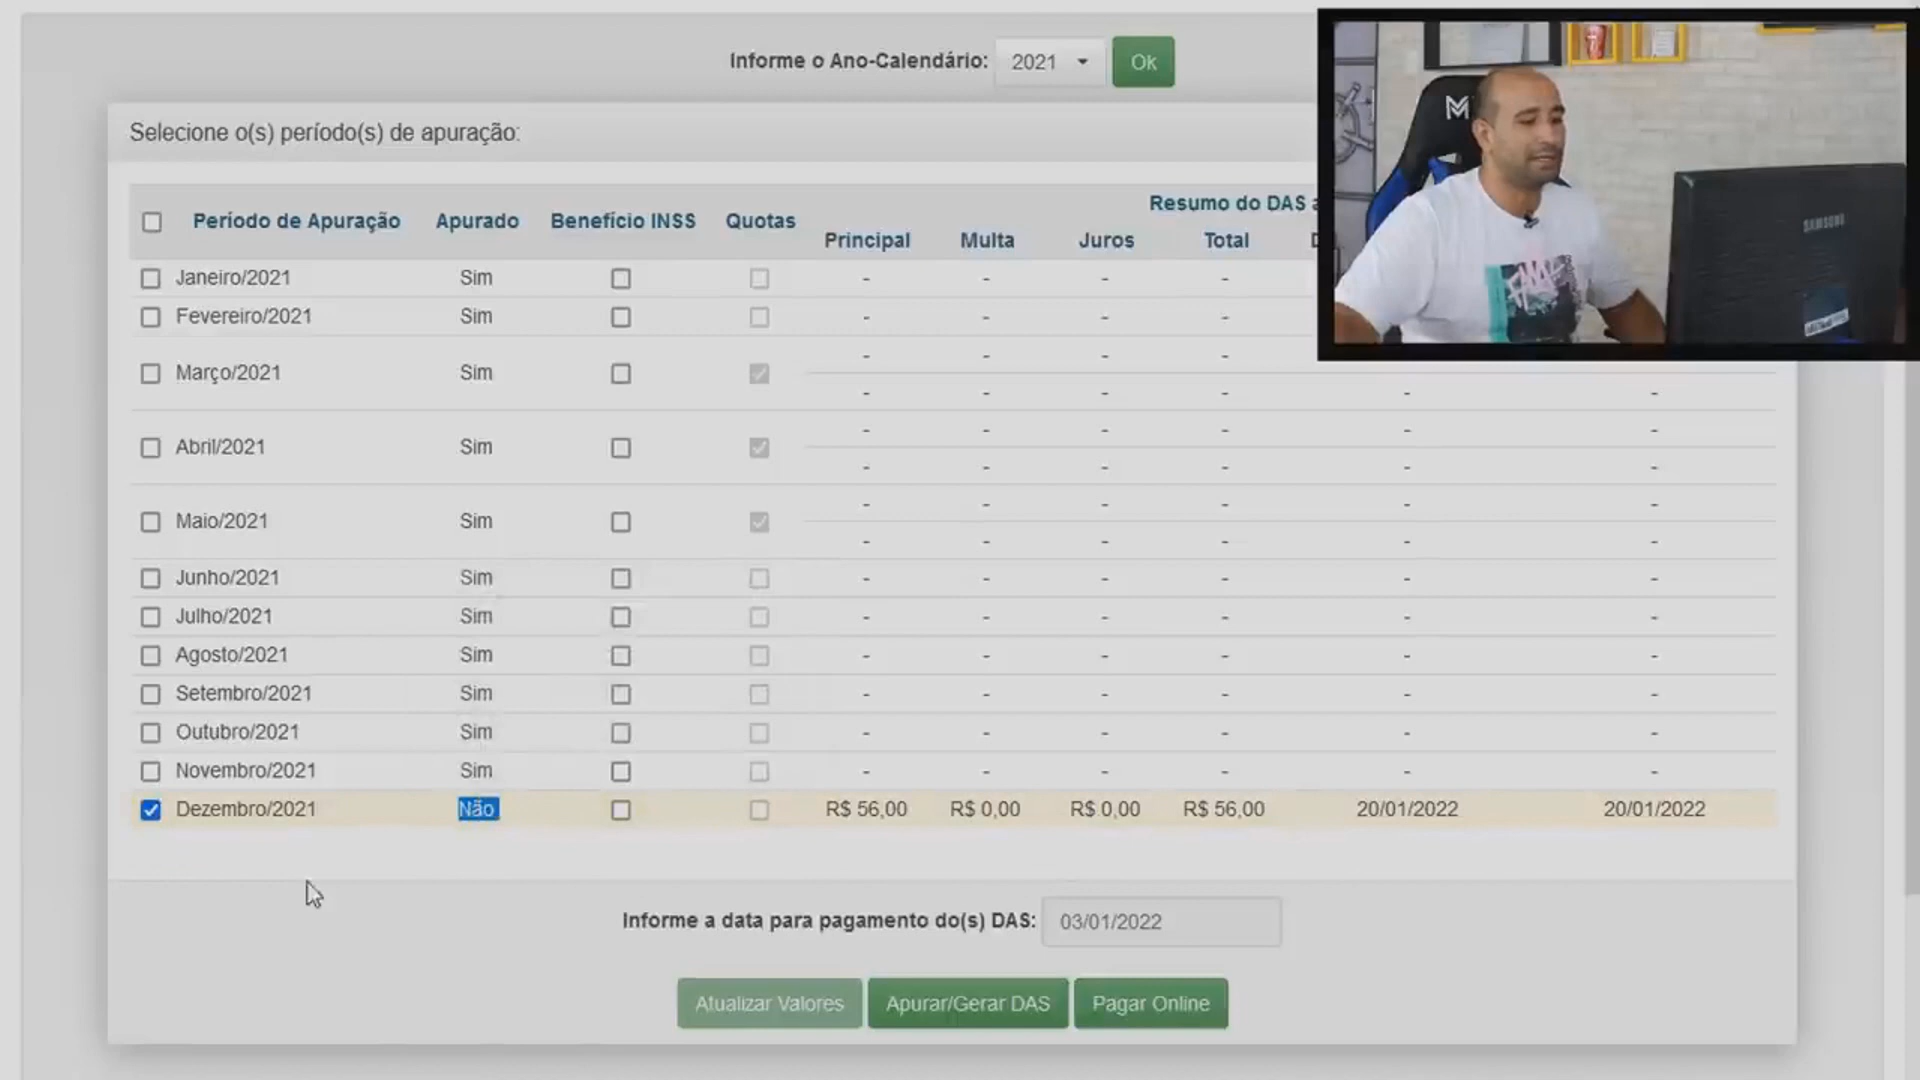 Informe o Ano-Calendário: 2021 Ok
Selecione o(s) período(s) de apuração:
Período de Apuração Apurado Benefício INSS Quotas Resumo do DAS
Principal Multa Juros Total
Janeiro/2021 Sim - - - -
Fevereiro/2021 Sim - - - -
Março/2021 Sim - - - -
- - - - - -
Abril/2021 Sim - - - - - -
- - - - - -
Maio/2021 Sim - - - - - -
- - - - - -
Junho/2021 Sim - - - - - -
Julho/2021 Sim - - - - - -
Agosto/2021 Sim - - - - - -
Setembro/2021 Sim - - - - - -
Outubro/2021 Sim - - - - - -
Novembro/2021 Sim - - - - - -
Dezembro/2021 Não R$ 56,00 R$ 0,00 R$ 0,00 R$ 56,00 20/01/2022 20/01/2022
Informe a data para pagamento do(s) DAS: 03/01/2022
Atualizar Valores Apurar/Gerar DAS Pagar Online
SAMSUNG